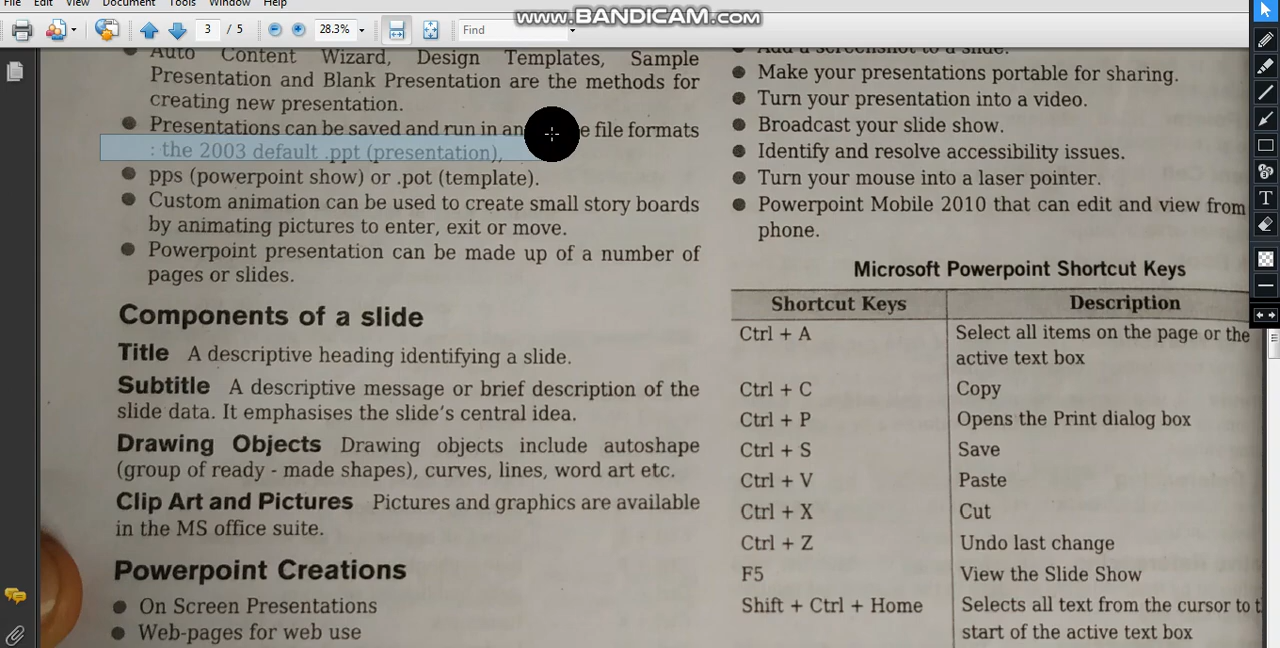 File Edit View Window Help
Document Tools
www.BANDICAM.com
3 / 5
28.3%
Find
Auto Content Wizard, Design Templates, Sample
Presentation and Blank Presentation are the methods for
creating new presentation.
Presentations can be saved and run in file formats
: the 2003 default .ppt (presentation),
pps (powerpoint show) or .pot (template).
Custom animation can be used to create small story boards
by animating pictures to enter, exit or move.
Powerpoint presentation can be made up of a number of
pages or slides.
Components of a slide
Title A descriptive heading identifying a slide.
Subtitle A descriptive message or brief description of the
slide data. It emphasises the slide's central idea.
Drawing Objects Drawing objects include autoshape
(group of ready - made shapes), curves, lines, word art etc.
Clip Art and Pictures Pictures and graphics are available
in the MS office suite.
Powerpoint Creations
On Screen Presentations
Web-pages for web use
Add a screenshot to a slide.
Make your presentations portable for sharing.
Turn your presentation into a video.
Broadcast your slide show.
Identify and resolve accessibility issues.
Turn your mouse into a laser pointer.
Powerpoint Mobile 2010 that can edit and view from
phone.
Microsoft Powerpoint Shortcut Keys
Shortcut Keys Description
Ctrl + A Select all items on the page or the
active text box
Ctrl + C Copy
Ctrl + P Opens the Print dialog box
Ctrl + S Save
Ctrl + V Paste
Ctrl + X Cut
Ctrl + Z Undo last change
F5 View the Slide Show
Shift + Ctrl + Home Selects all text from the cursor to
start of the active text box